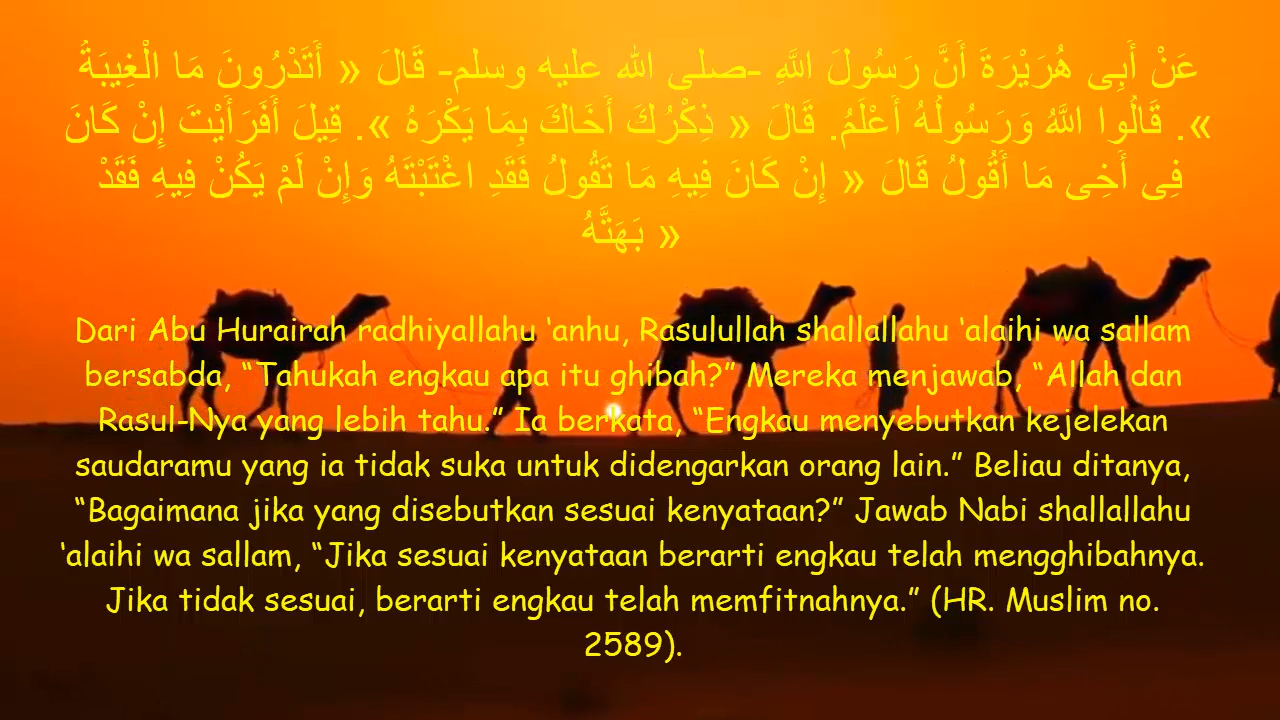 عَنْ أَبِى هُرَيْرَةَ أَنَّ رَسُولَ اللَّهِ -صلى الله عليه وسلم- قَالَ « أَتَدْرُونَ مَا الْغِيبَةُ
». قَالُوا اللَّهُ وَرَسُولُهُ أَعْلَمُ. قَالَ « ذِكْرُكَ أَخَاكَ بِمَا يَكْرَهُ ». قِيلَ أَفَرَأَيْتَ إِنْ كَانَ
فِى أَخِى مَا أَقُولُ قَالَ « إِنْ كَانَ فِيهِ مَا تَقُولُ فَقَدِ اغْتَبْتَهُ وَإِنْ لَمْ يَكُنْ فِيهِ فَقَدْ
« بَهَتَّهُ
Dari Abu Hurairah radhiyallahu ‘anhu, Rasulullah shallallahu ‘alaihi wa sallam
bersabda, “Tahukah engkau apa itu ghibah?” Mereka menjawab, “Allah dan
Rasul-Nya yang lebih tahu.” Ia berkata, “Engkau menyebutkan kejelekan
saudaramu yang ia tidak suka untuk didengarkan orang lain.” Beliau ditanya,
“Bagaimana jika yang disebutkan sesuai kenyataan?” Jawab Nabi shallallahu
‘alaihi wa sallam, “Jika sesuai kenyataan berarti engkau telah mengghibahnya.
Jika tidak sesuai, berarti engkau telah memfitnahnya.” (HR. Muslim no.
2589).